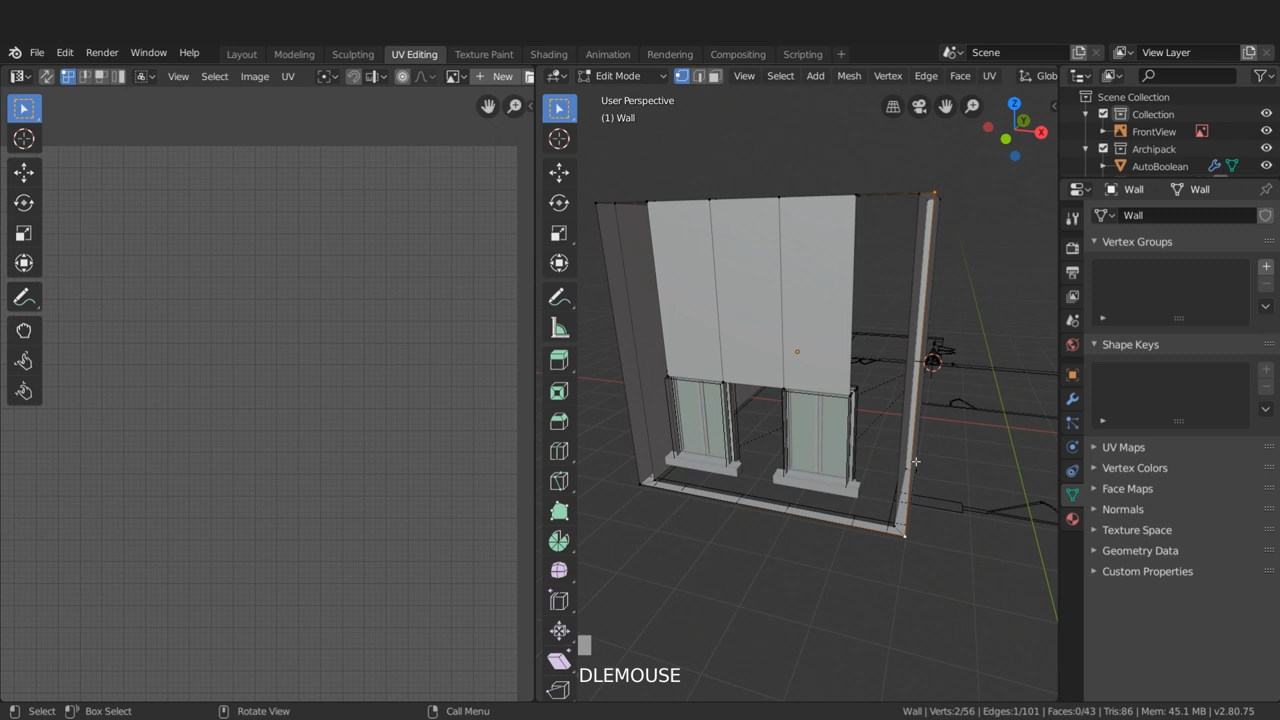 File Edit Render Window Help
Layout Modeling Sculpting UV Editing Texture Paint Shading Animation Rendering Compositing Scripting +
Scene
View Layer
View Select Image UV
New
Edit Mode
View Select Add Mesh Vertex Edge Face UV
Glob
User Perspective
(1) Wall
Z
Y
X
Scene Collection
Collection
FrontView
Archipack
AutoBoolean
Wall
Wall
Wall
Vertex Groups
Shape Keys
UV Maps
Vertex Colors
Face Maps
Normals
Texture Space
Geometry Data
Custom Properties
DLEMOUSE
Select
Box Select
Rotate View
Call Menu
Wall | Verts:2/56 | Edges:1/101 | Faces:0/43 | Tris:86 | Mem: 45.1 MB | v2.80.75